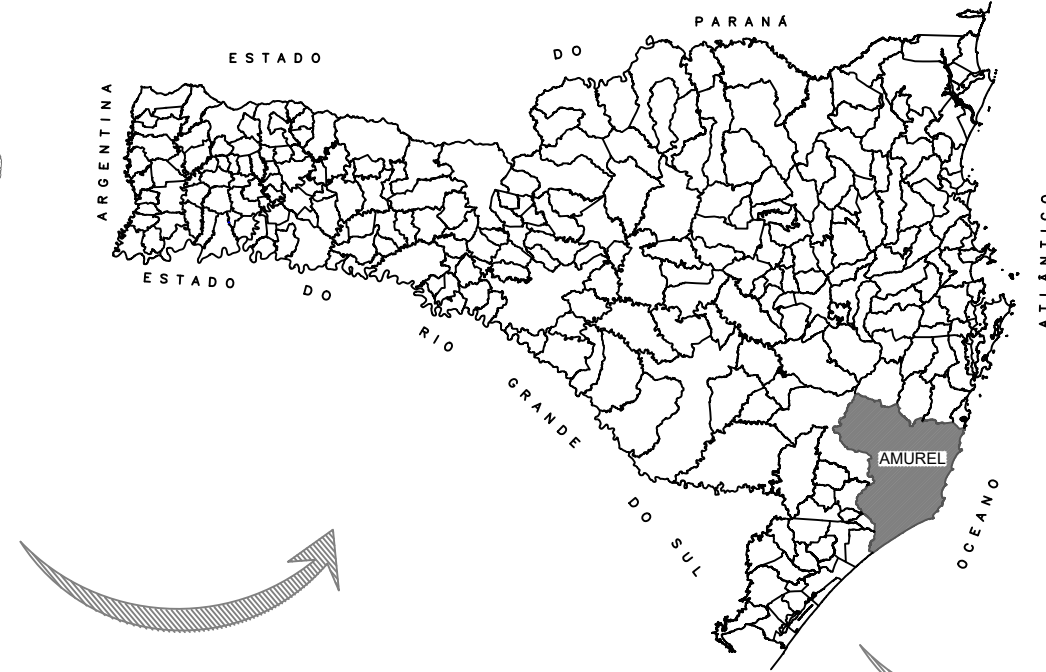 ESTADO DO PARANÁ
ARGENTINA
ESTADO DO RIO GRANDE DO SUL
AMUREL
OCEANO ATLÂNTICO